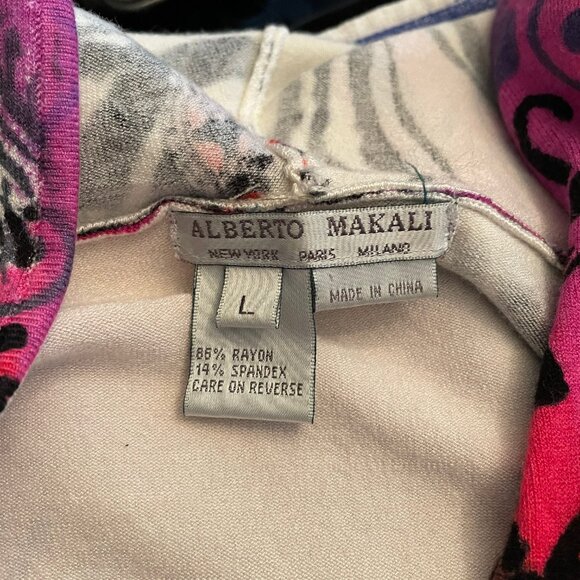 ALBERTO MAKALI
NEW YORK PARIS MILANO
L
MADE IN CHINA
86% RAYON
14% SPANDEX
CARE ON REVERSE